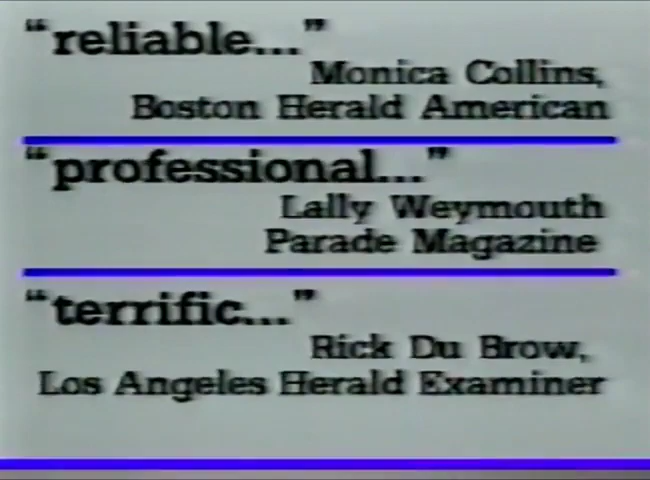 “reliable...”
Monica Collins,
Boston Herald American
“professional...”
Lally Weymouth
Parade Magazine
“terrific...”
Rick Du Brow,
Los Angeles Herald Examiner